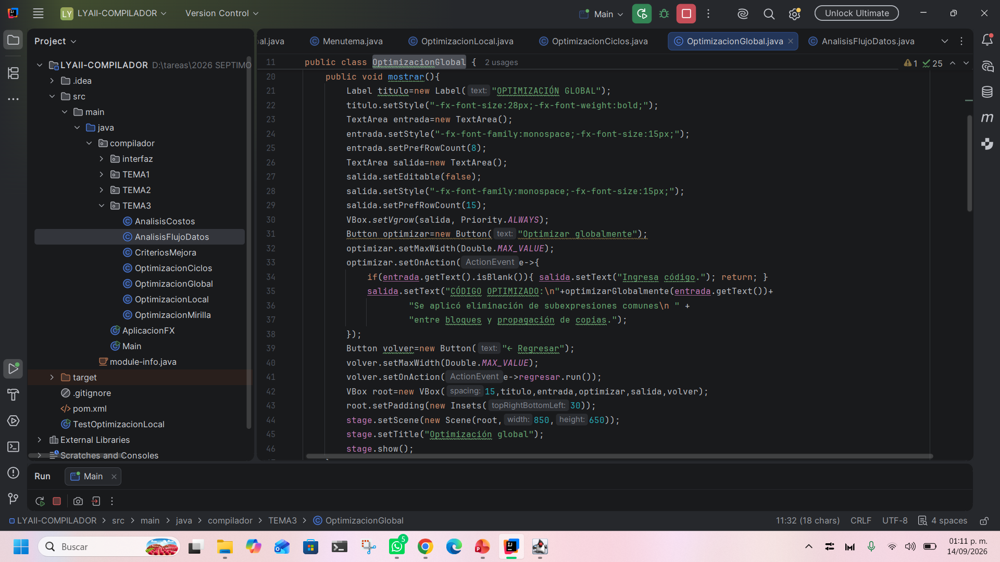 LY LYAII-COMPILADOR
Version Control
Main
Unlock Ultimate
Project
al.java
Menutema.java
OptimizacionLocal.java
OptimizacionCiclos.java
OptimizacionGlobal.java
AnalisisFlujoDatos.java
LYAII-COMPILADOR D:\tareas\2026 SEPTIMO
.idea
src
main
java
compilador
interfaz
TEMA1
TEMA2
TEMA3
AnalisisCostos
AnalisisFlujoDatos
CriteriosMejora
OptimizacionCiclos
OptimizacionGlobal
OptimizacionLocal
OptimizacionMirilla
AplicacionFX
Main
module-info.java
target
.gitignore
pom.xml
TestOptimizacionLocal
External Libraries
Scratches and Consoles
11 public class OptimizacionGlobal { 2 usages
1 25
20 public void mostrar(){
21 Label titulo=new Label( text: "OPTIMIZACIÓN GLOBAL");
22 titulo.setStyle("-fx-font-size:28px;-fx-font-weight:bold;");
23 TextArea entrada=new TextArea();
24 entrada.setStyle("-fx-font-family:monospace;-fx-font-size:15px;");
25 entrada.setPrefRowCount(8);
26 TextArea salida=new TextArea();
27 salida.setEditable(false);
28 salida.setStyle("-fx-font-family:monospace;-fx-font-size:15px;");
29 salida.setPrefRowCount(15);
30 VBox.setVgrow(salida, Priority.ALWAYS);
31 Button optimizar=new Button( text: "Optimizar globalmente");
32 optimizar.setMaxWidth(Double.MAX_VALUE);
33 optimizar.setOnAction( ActionEvent e->{
34 if(entrada.getText().isBlank()){ salida.setText("Ingresa código."); return; }
35 salida.setText("CÓDIGO OPTIMIZADO:\n"+optimizarGlobalmente(entrada.getText())+
36 "Se aplicó eliminación de subexpresiones comunes\n " +
37 "entre bloques y propagación de copias.");
38 });
39 Button volver=new Button( text: "← Regresar");
40 volver.setMaxWidth(Double.MAX_VALUE);
41 volver.setOnAction( ActionEvent e->regresar.run());
42 VBox root=new VBox( spacing: 15,titulo,entrada,optimizar,salida,volver);
43 root.setPadding(new Insets( topRightBottomLeft: 30));
44 stage.setScene(new Scene(root, width: 850, height: 650));
45 stage.setTitle("Optimización global");
46 stage.show();
Run
Main
LYAII-COMPILADOR > src > main > java > compilador > TEMA3 > OptimizacionGlobal
11:32 (18 chars) CRLF UTF-8 4 spaces
Buscar
5
01:11 p. m.
14/09/2026